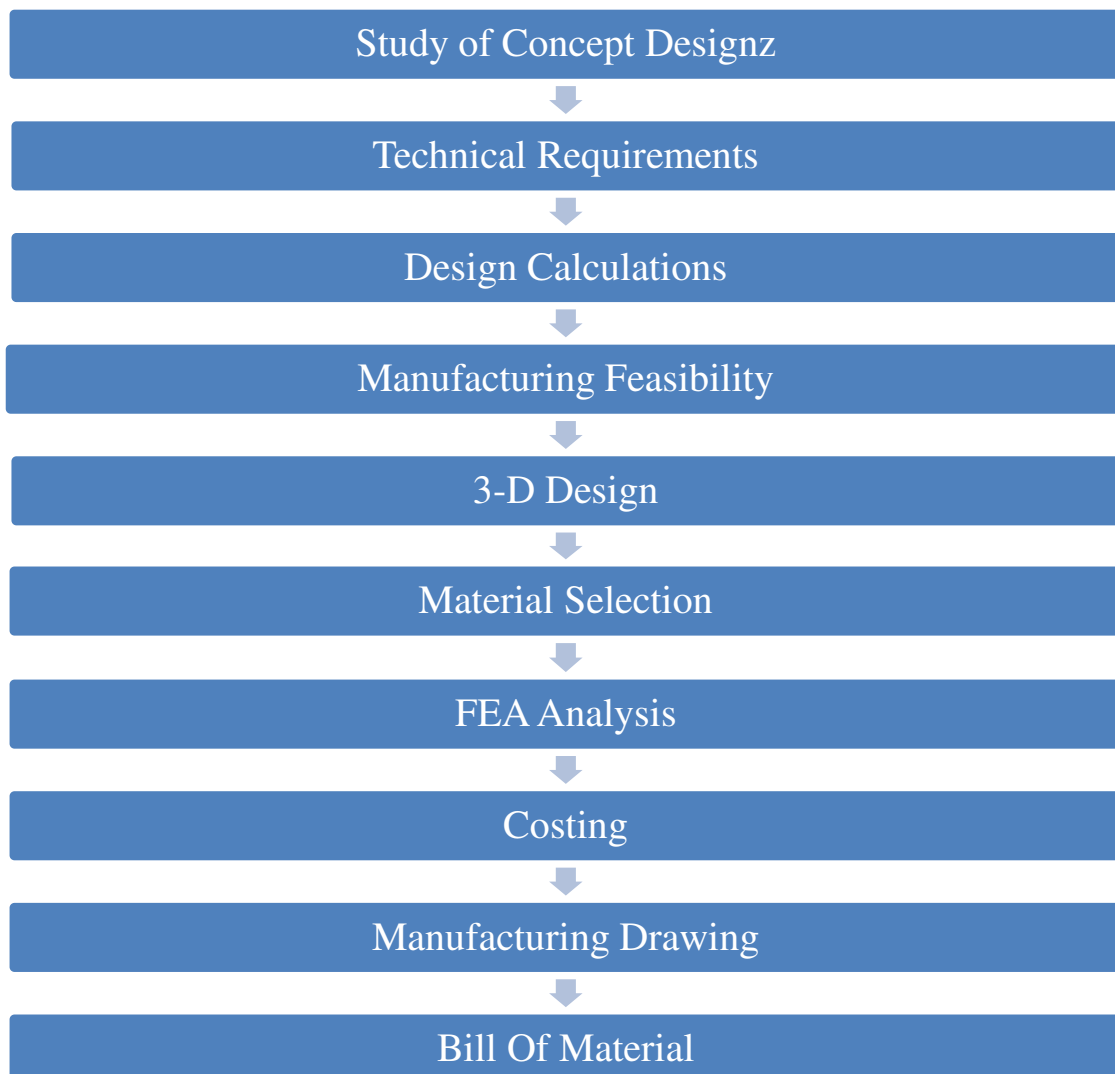 Study of Concept Designz
Technical Requirements
Design Calculations
Manufacturing Feasibility
3-D Design
Material Selection
FEA Analysis
Costing
Manufacturing Drawing
Bill Of Material